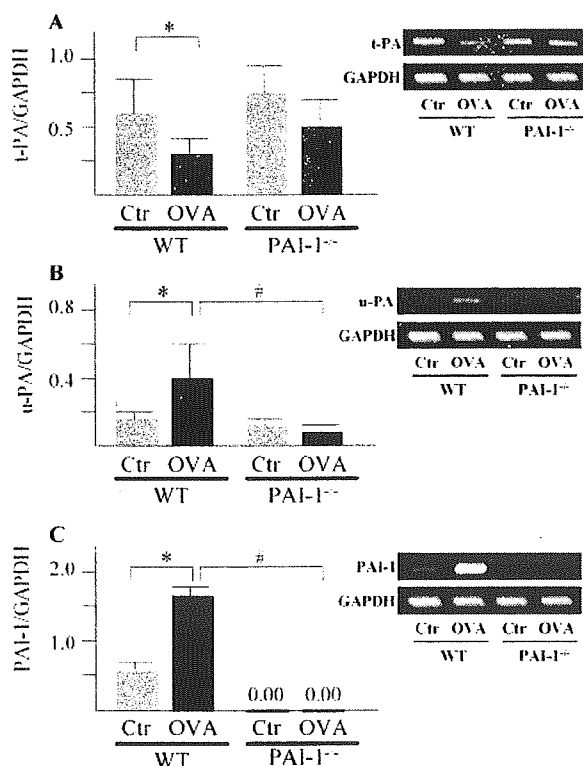 A
t-PA/GAPDH
1.0
0.5
*
Ctr OVA Ctr OVA
WT PAI-1-/-
t-PA
GAPDH
Ctr OVA Ctr OVA
WT PAI-1-/-
B
u-PA/GAPDH
0.8
0.4
* #
Ctr OVA Ctr OVA
WT PAI-1-/-
u-PA
GAPDH
Ctr OVA Ctr OVA
WT PAI-1-/-
C
PAI-1/GAPDH
2.0
1.0
* #
0.00 0.00
Ctr OVA Ctr OVA
WT PAI-1-/-
PAI-1
GAPDH
Ctr OVA Ctr OVA
WT PAI-1-/-